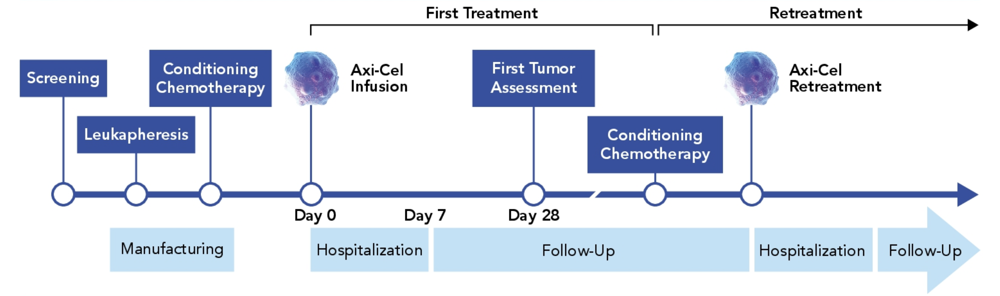 First Treatment
Retreatment
Screening
Conditioning
Chemotherapy
Axi-Cel
Infusion
First Tumor
Assessment
Axi-Cel
Retreatment
Leukapheresis
Conditioning
Chemotherapy
Day 0
Day 7
Day 28
Manufacturing
Hospitalization
Follow-Up
Hospitalization
Follow-Up